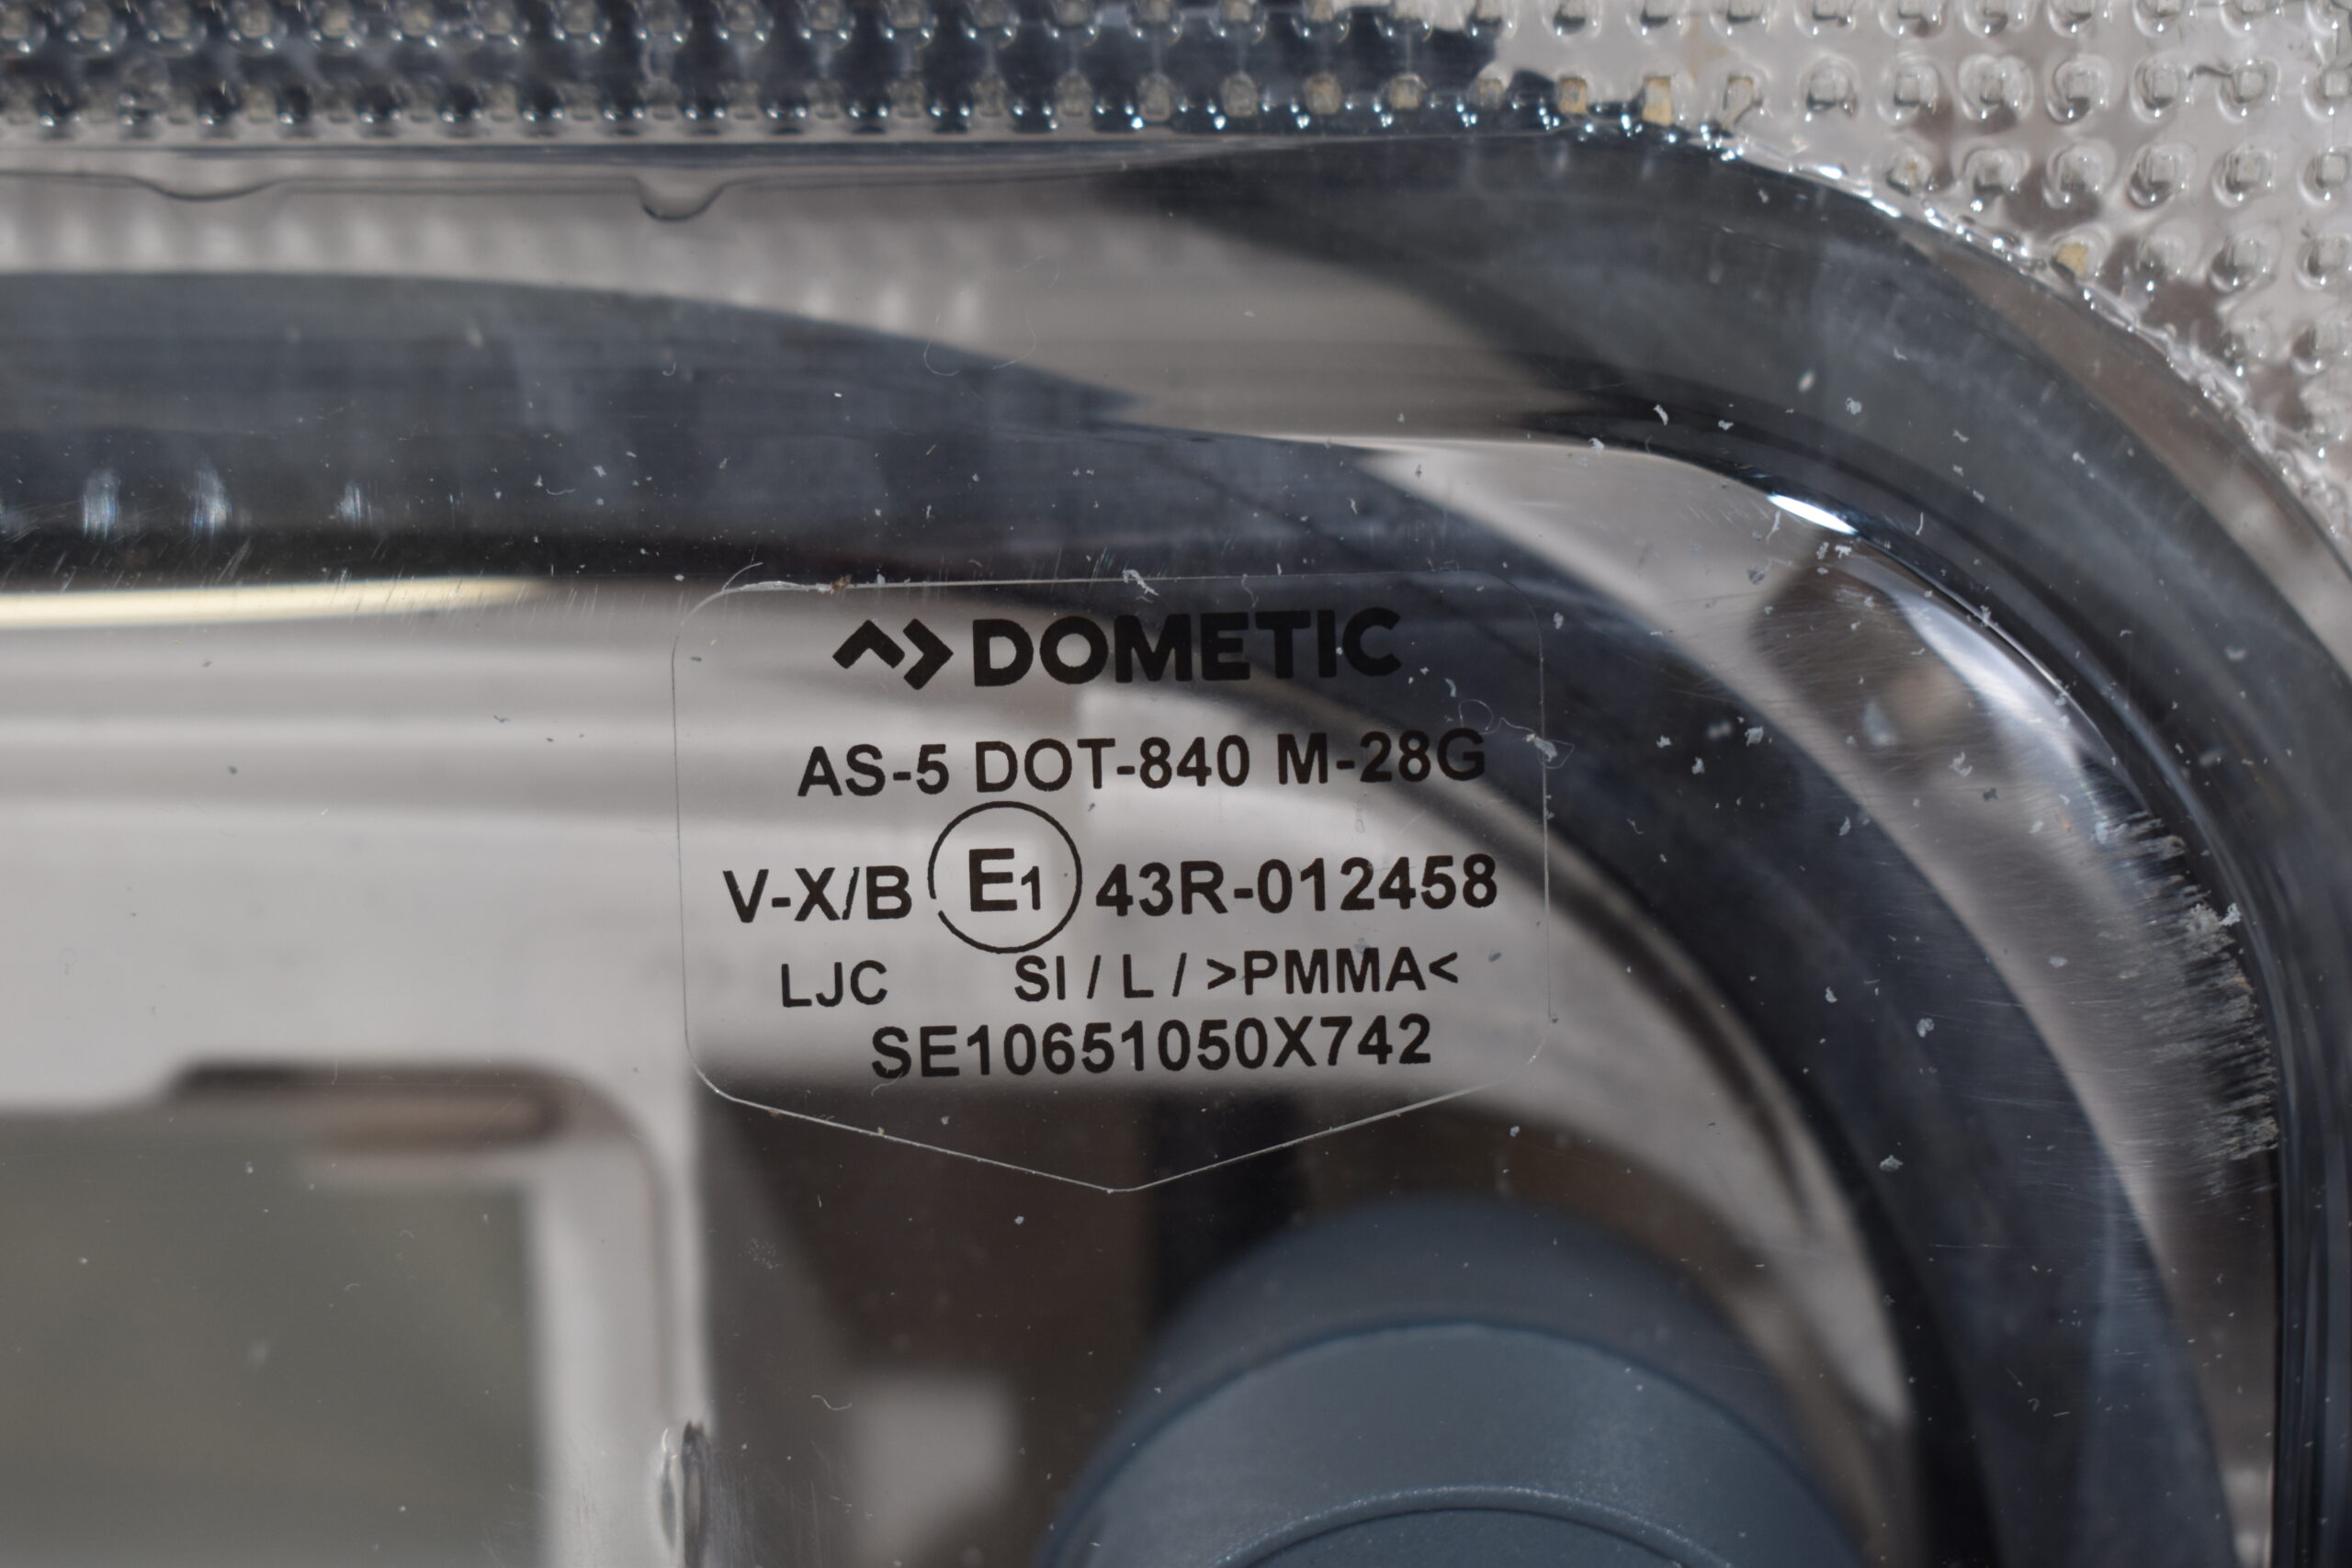 DOMETIC
AS-5 DOT-840 M-28G
V-X/B E1 43R-012458
LJC SI / L / >PMMA<
SE10651050X742